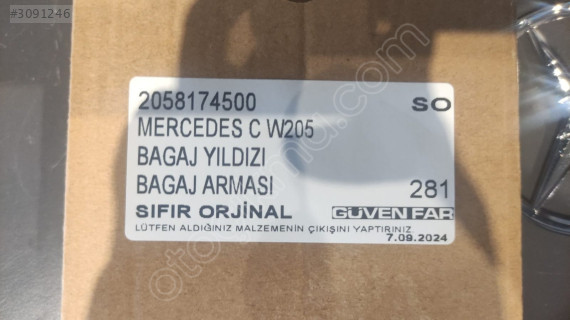 #3091246
2058174500 SO
MERCEDES C W205
BAGAJ YILDIZI
BAGAJ ARMASI 281
SIFIR ORJİNAL GÜVEN FAR
LÜTFEN ALDIĞINIZ MALZEMENİN ÇIKIŞINI YAPTIRINIZ
7.09.2024